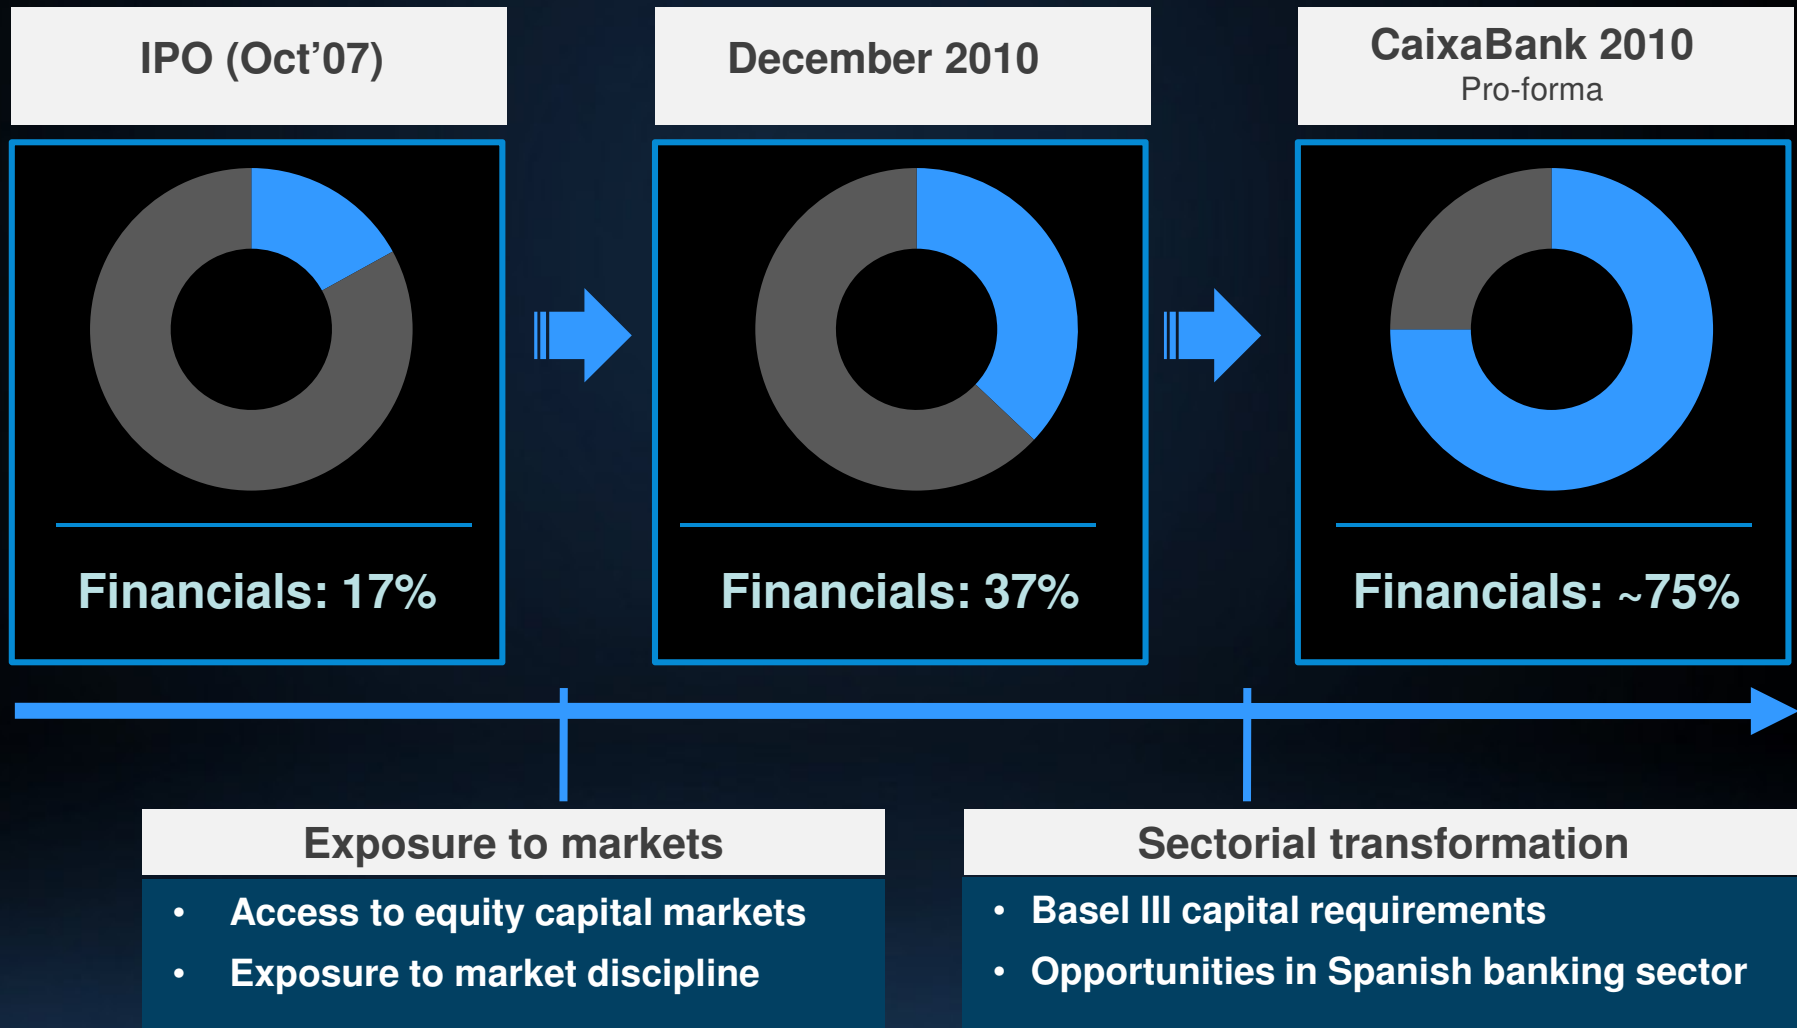 IPO (Oct’07)
December 2010
CaixaBank 2010
Pro-forma
Financials: 17%
Financials: 37%
Financials: ~75%
Exposure to markets
• Access to equity capital markets
• Exposure to market discipline
Sectorial transformation
• Basel III capital requirements
• Opportunities in Spanish banking sector